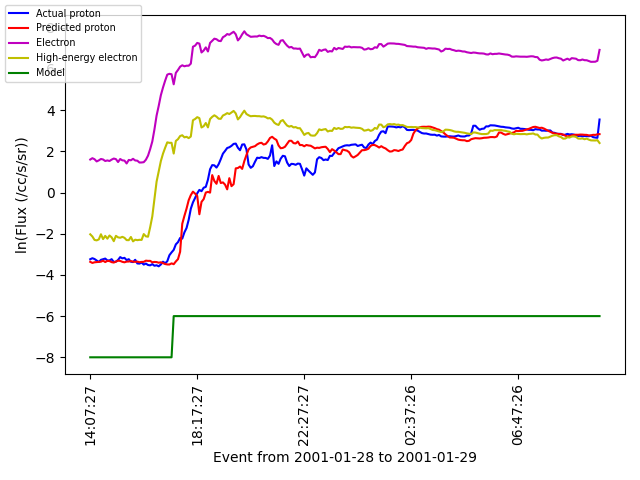 Actual proton
Predicted proton
Electron
High-energy electron
Model
4
2
0
−2
−4
−6
−8
ln(Flux (/cc/s/sr))
14:07:27
18:17:27
22:27:27
02:37:26
06:47:26
Event from 2001-01-28 to 2001-01-29